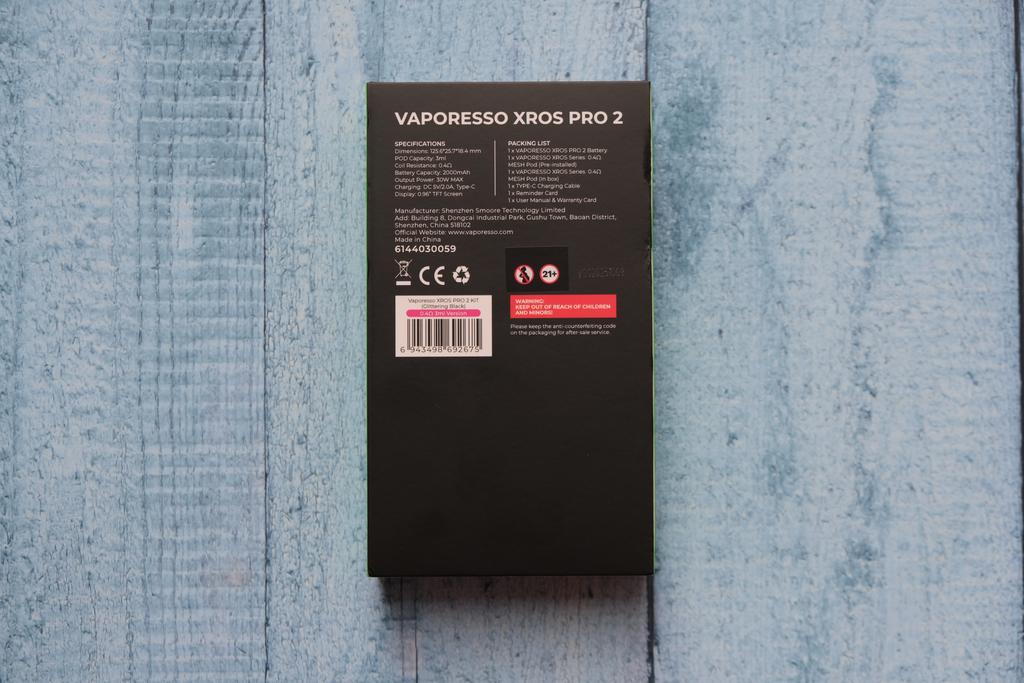 VAPORESSO XROS PRO 2
SPECIFICATIONS
Dimensions: 125.6*25.7*18.4 mm
POD Capacity: 3ml
Coil Resistance: 0.4Ω
Battery Capacity: 2000mAh
Output Power: 30W MAX
Charging: DC 5V/2.0A, Type-C
Display: 0.96" TFT Screen
PACKING LIST
1 x VAPORESSO XROS PRO 2 Battery
1 x VAPORESSO XROS Series 0.4Ω
MESH Pod (Pre-installed)
1 x VAPORESSO XROS Series 0.4Ω
MESH Pod (In box)
1 x TYPE-C Charging Cable
1 x Reminder Card
1 x User Manual & Warranty Card
Manufacturer: Shenzhen Smoore Technology Limited
Add: Building 8, Dongcai Industrial Park, Gushu Town, Baoan District,
Shenzhen, China 518102
Official Website: www.vaporesso.com
Made in China
6144030059
CE
21+
Vaporesso XROS PRO 2 KIT
(Glittering Black)
0.4Ω 3ml Version
6 943498 692675
WARNING:
KEEP OUT OF REACH OF CHILDREN
AND MINORS!
Please keep the anti-counterfeiting code
on the packaging for after-sale service.